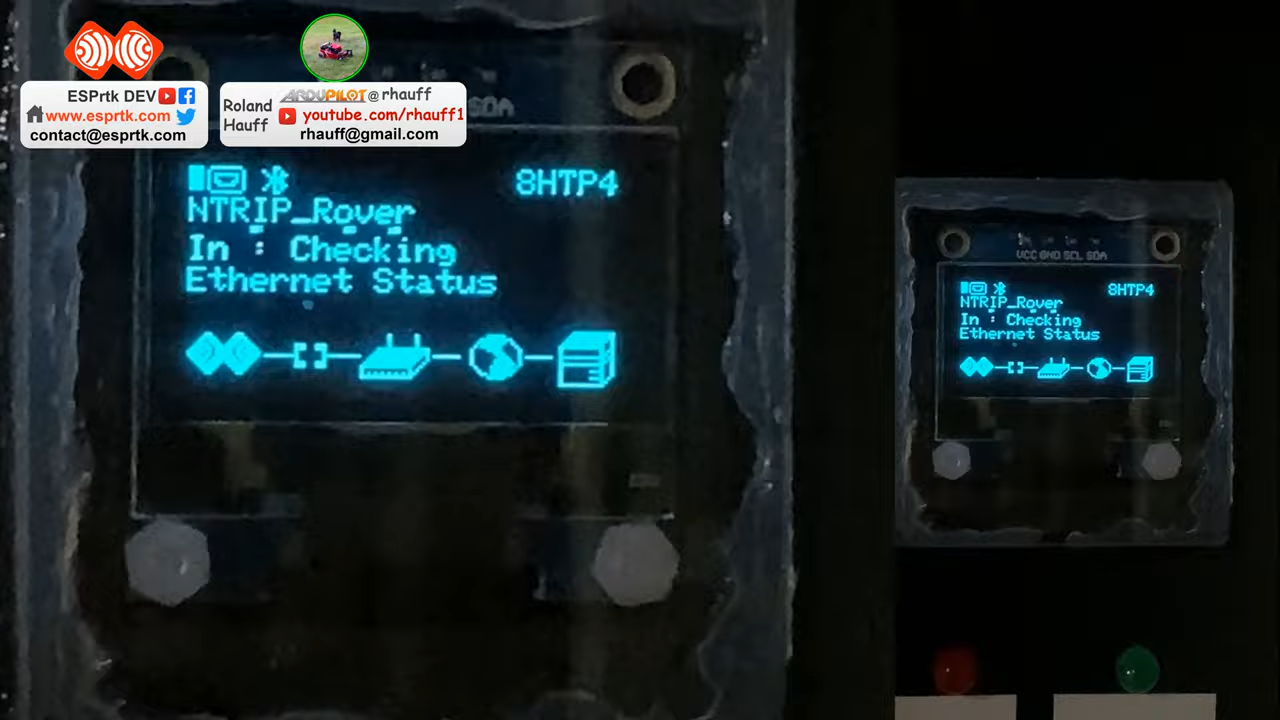 ESPrtk DEV
www.esprtk.com
contact@esprtk.com
ARDUPILOT @ rhauff
Roland Hauff
youtube.com/rhauff1
rhauff@gmail.com
SDA
8HTP4
NTRIP_Rover
In : Checking
Ethernet Status
VCC GND SCL SDA
8HTP4
NTRIP_Rover
In : Checking
Ethernet Status